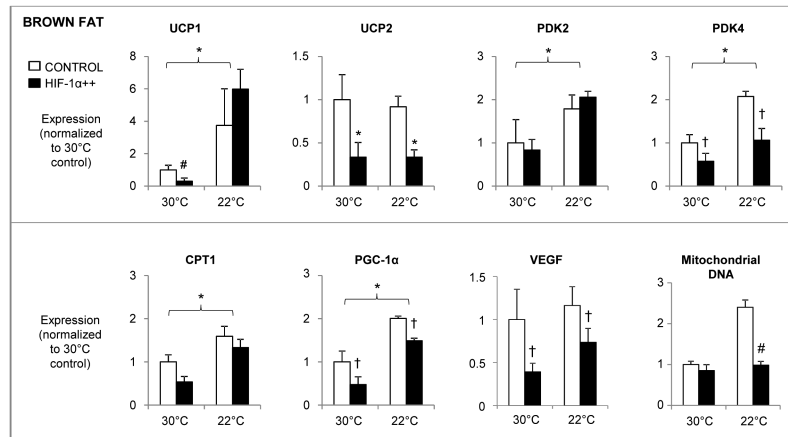 BROWN FAT
CONTROL
HIF-1α++
Expression
(normalized
to 30°C
control)
UCP1
*
8
6
4
2
0
#
30°C 22°C
UCP2
1.5
1
0.5
0
* *
30°C 22°C
PDK2
*
3
2
1
0
30°C 22°C
PDK4
*
3
2
1
0
† †
30°C 22°C
Expression
(normalized
to 30°C
control)
CPT1
*
3
2
1
0
30°C 22°C
PGC-1α
*
3
2
1
0
† †
30°C 22°C
VEGF
1.5
1
0.5
0
† †
30°C 22°C
Mitochondrial
DNA
3
2
1
0
#
30°C 22°C